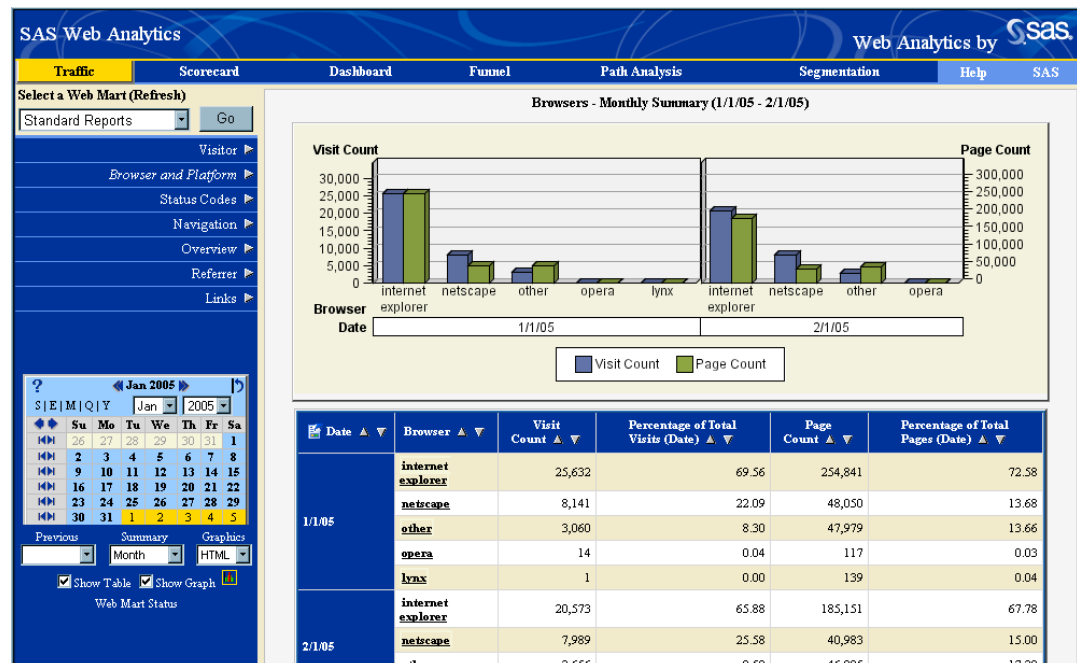 SAS Web Analytics
Web Analytics by sas.
Traffic Scorecard Dashboard Funnel Path Analysis Segmentation Help SAS
Select a Web Mart (Refresh)
Standard Reports Go
Visitor
Browser and Platform
Status Codes
Navigation
Overview
Referrer
Links
? Jan 2005
S|E|M|Q|Y Jan 2005
Su Mo Tu We Th Fr Sa
26 27 28 29 30 31 1
2 3 4 5 6 7 8
9 10 11 12 13 14 15
16 17 18 19 20 21 22
23 24 25 26 27 28 29
30 31 1 2 3 4 5
Previous Summary Graphics
Month HTML
Show Table Show Graph
Web Mart Status
Browsers - Monthly Summary (1/1/05 - 2/1/05)
Visit Count Page Count
30,000 300,000
25,000 250,000
20,000 200,000
15,000 150,000
10,000 100,000
5,000 50,000
0 0
internet explorer netscape other opera lynx internet explorer netscape other opera
Browser
Date 1/1/05 2/1/05
Visit Count Page Count
Date Browser Visit Count Percentage of Total Visits (Date) Page Count Percentage of Total Pages (Date)
1/1/05
internet explorer 25,632 69.56 254,841 72.58
netscape 8,141 22.09 48,050 13.68
other 3,060 8.30 47,979 13.66
opera 14 0.04 117 0.03
lynx 1 0.00 139 0.04
2/1/05
internet explorer 20,573 65.88 185,151 67.78
netscape 7,989 25.58 40,983 15.00